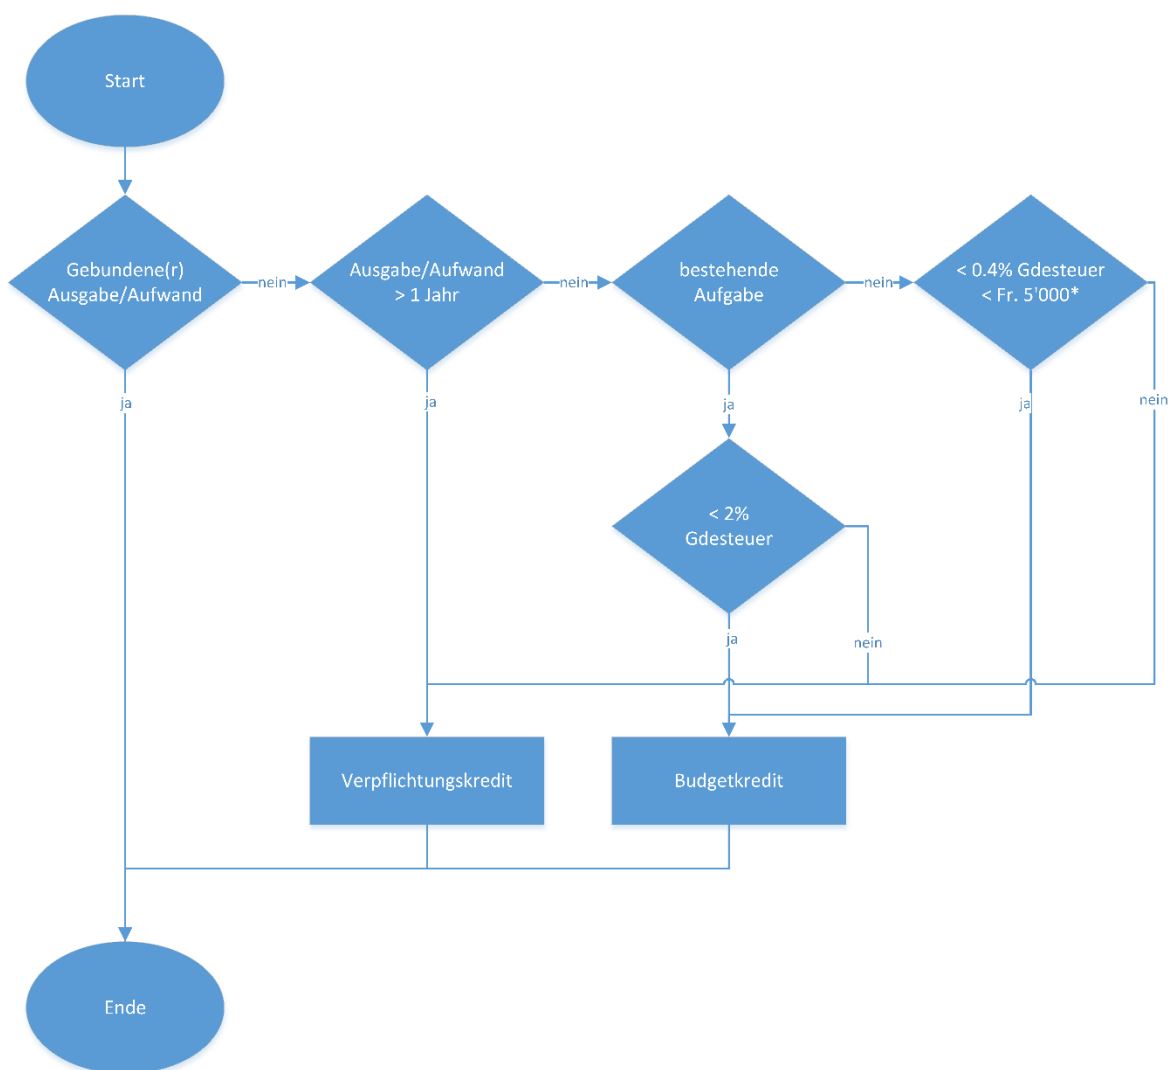 Start
Gebundene(r)
Ausgabe/Aufwand
nein
Ausgabe/Aufwand
> 1 Jahr
nein
bestehende
Aufgabe
nein
< 0.4% Gdesteuer
< Fr. 5'000*
ja
ja
ja
ja
nein
< 2%
Gdesteuer
ja
nein
Verpflichtungskredit
Budgetkredit
Ende